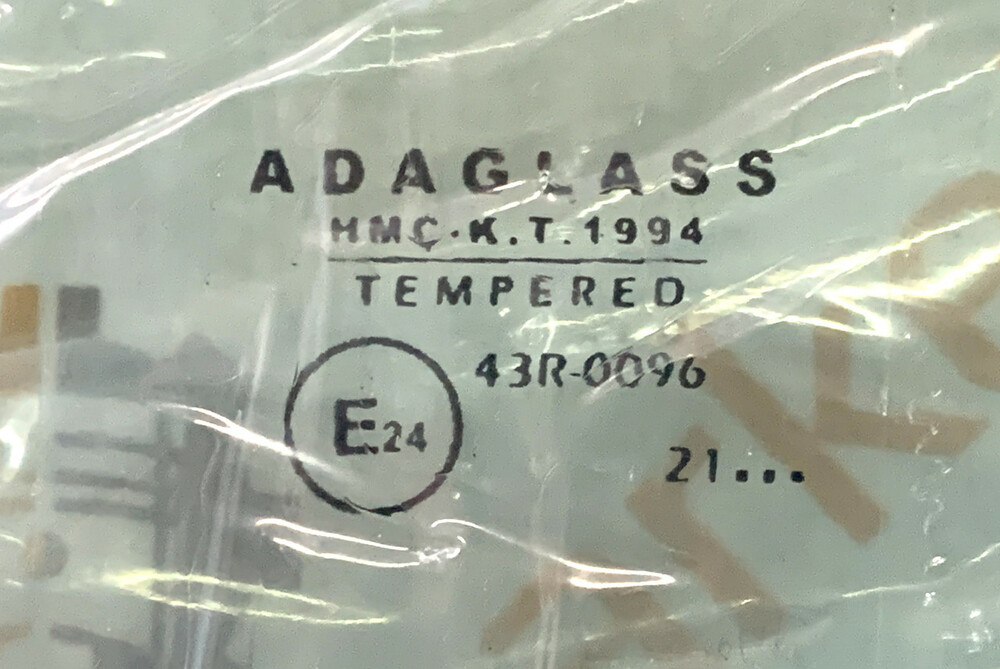 ADAGLASS
HMC.K.T.1994
TEMPERED
43R-0096
E24
21...